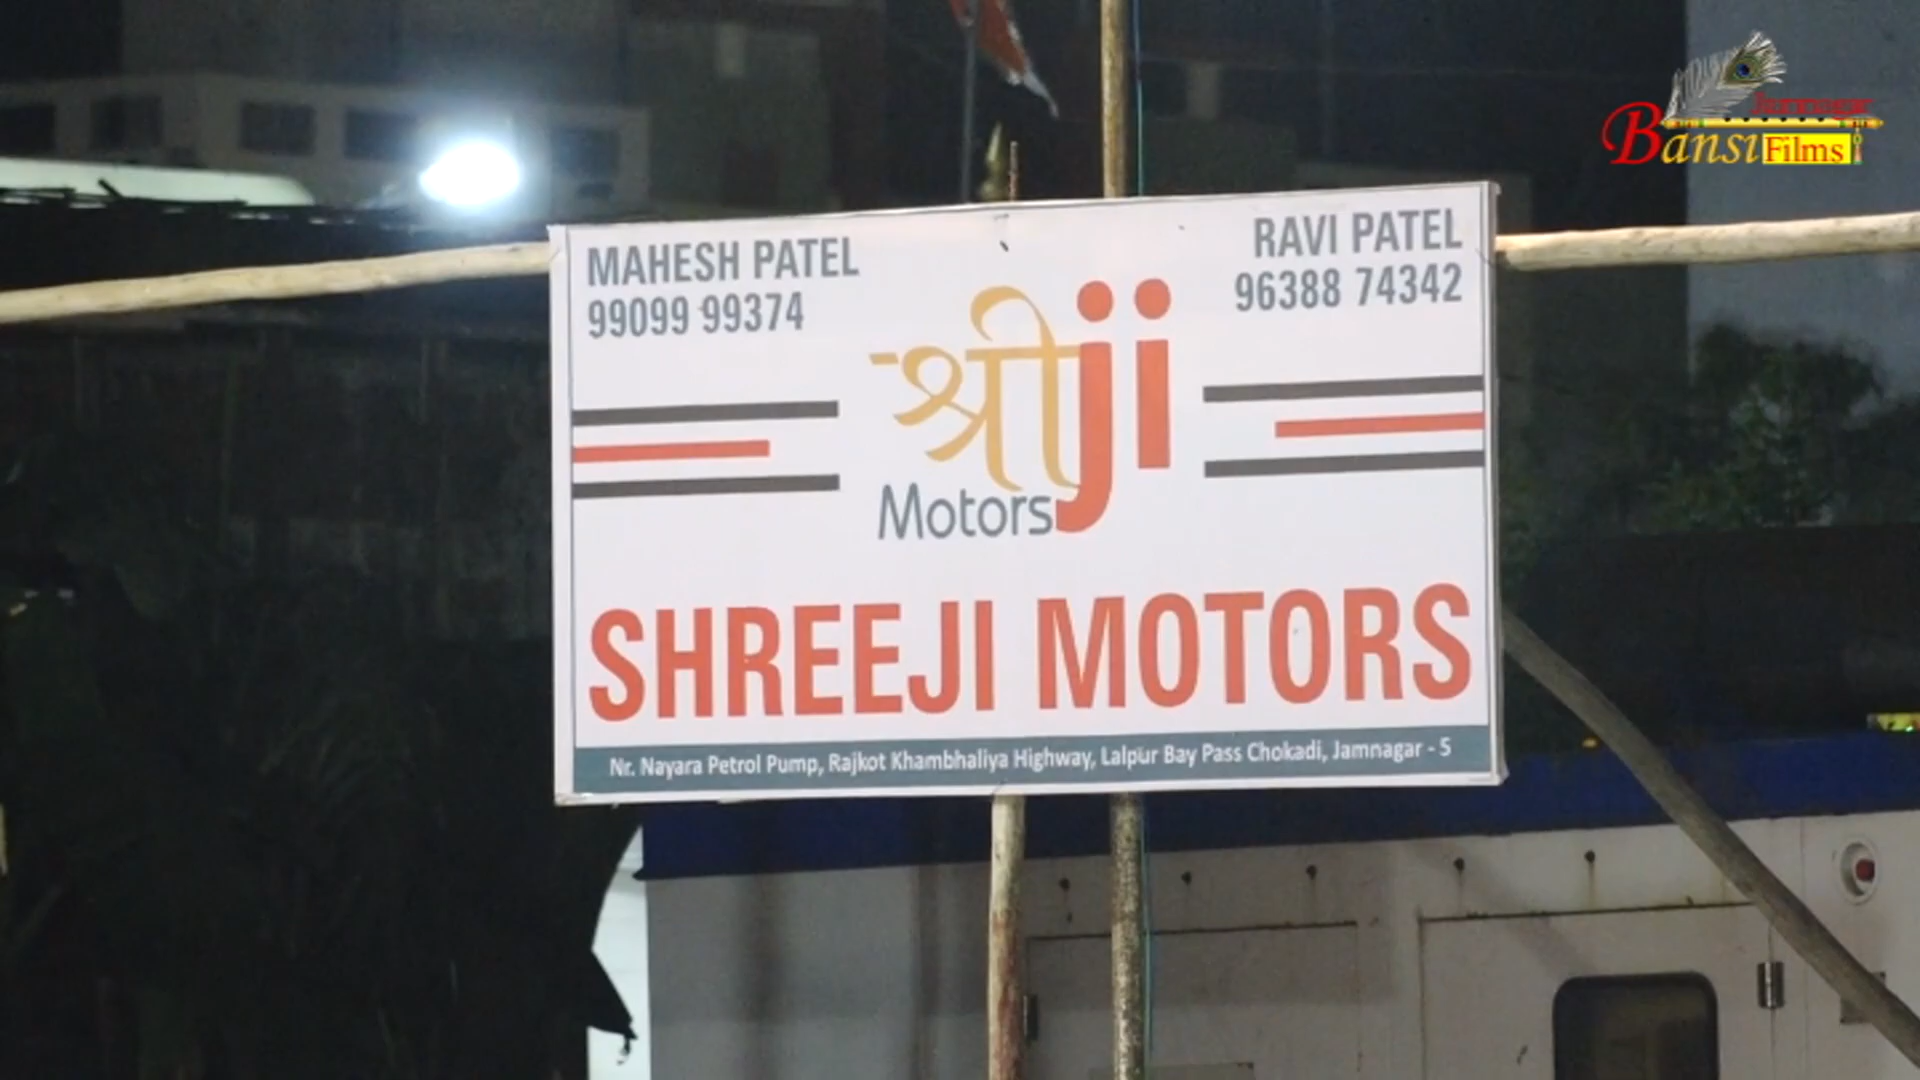 Jamnagar
Bansi Films
MAHESH PATEL
99099 99374
RAVI PATEL
96388 74342
श्रीji
Motors
SHREEJI MOTORS
Nr. Nayara Petrol Pump, Rajkot Khambhaliya Highway, Lalpur Bay Pass Chokadi, Jamnagar - 5